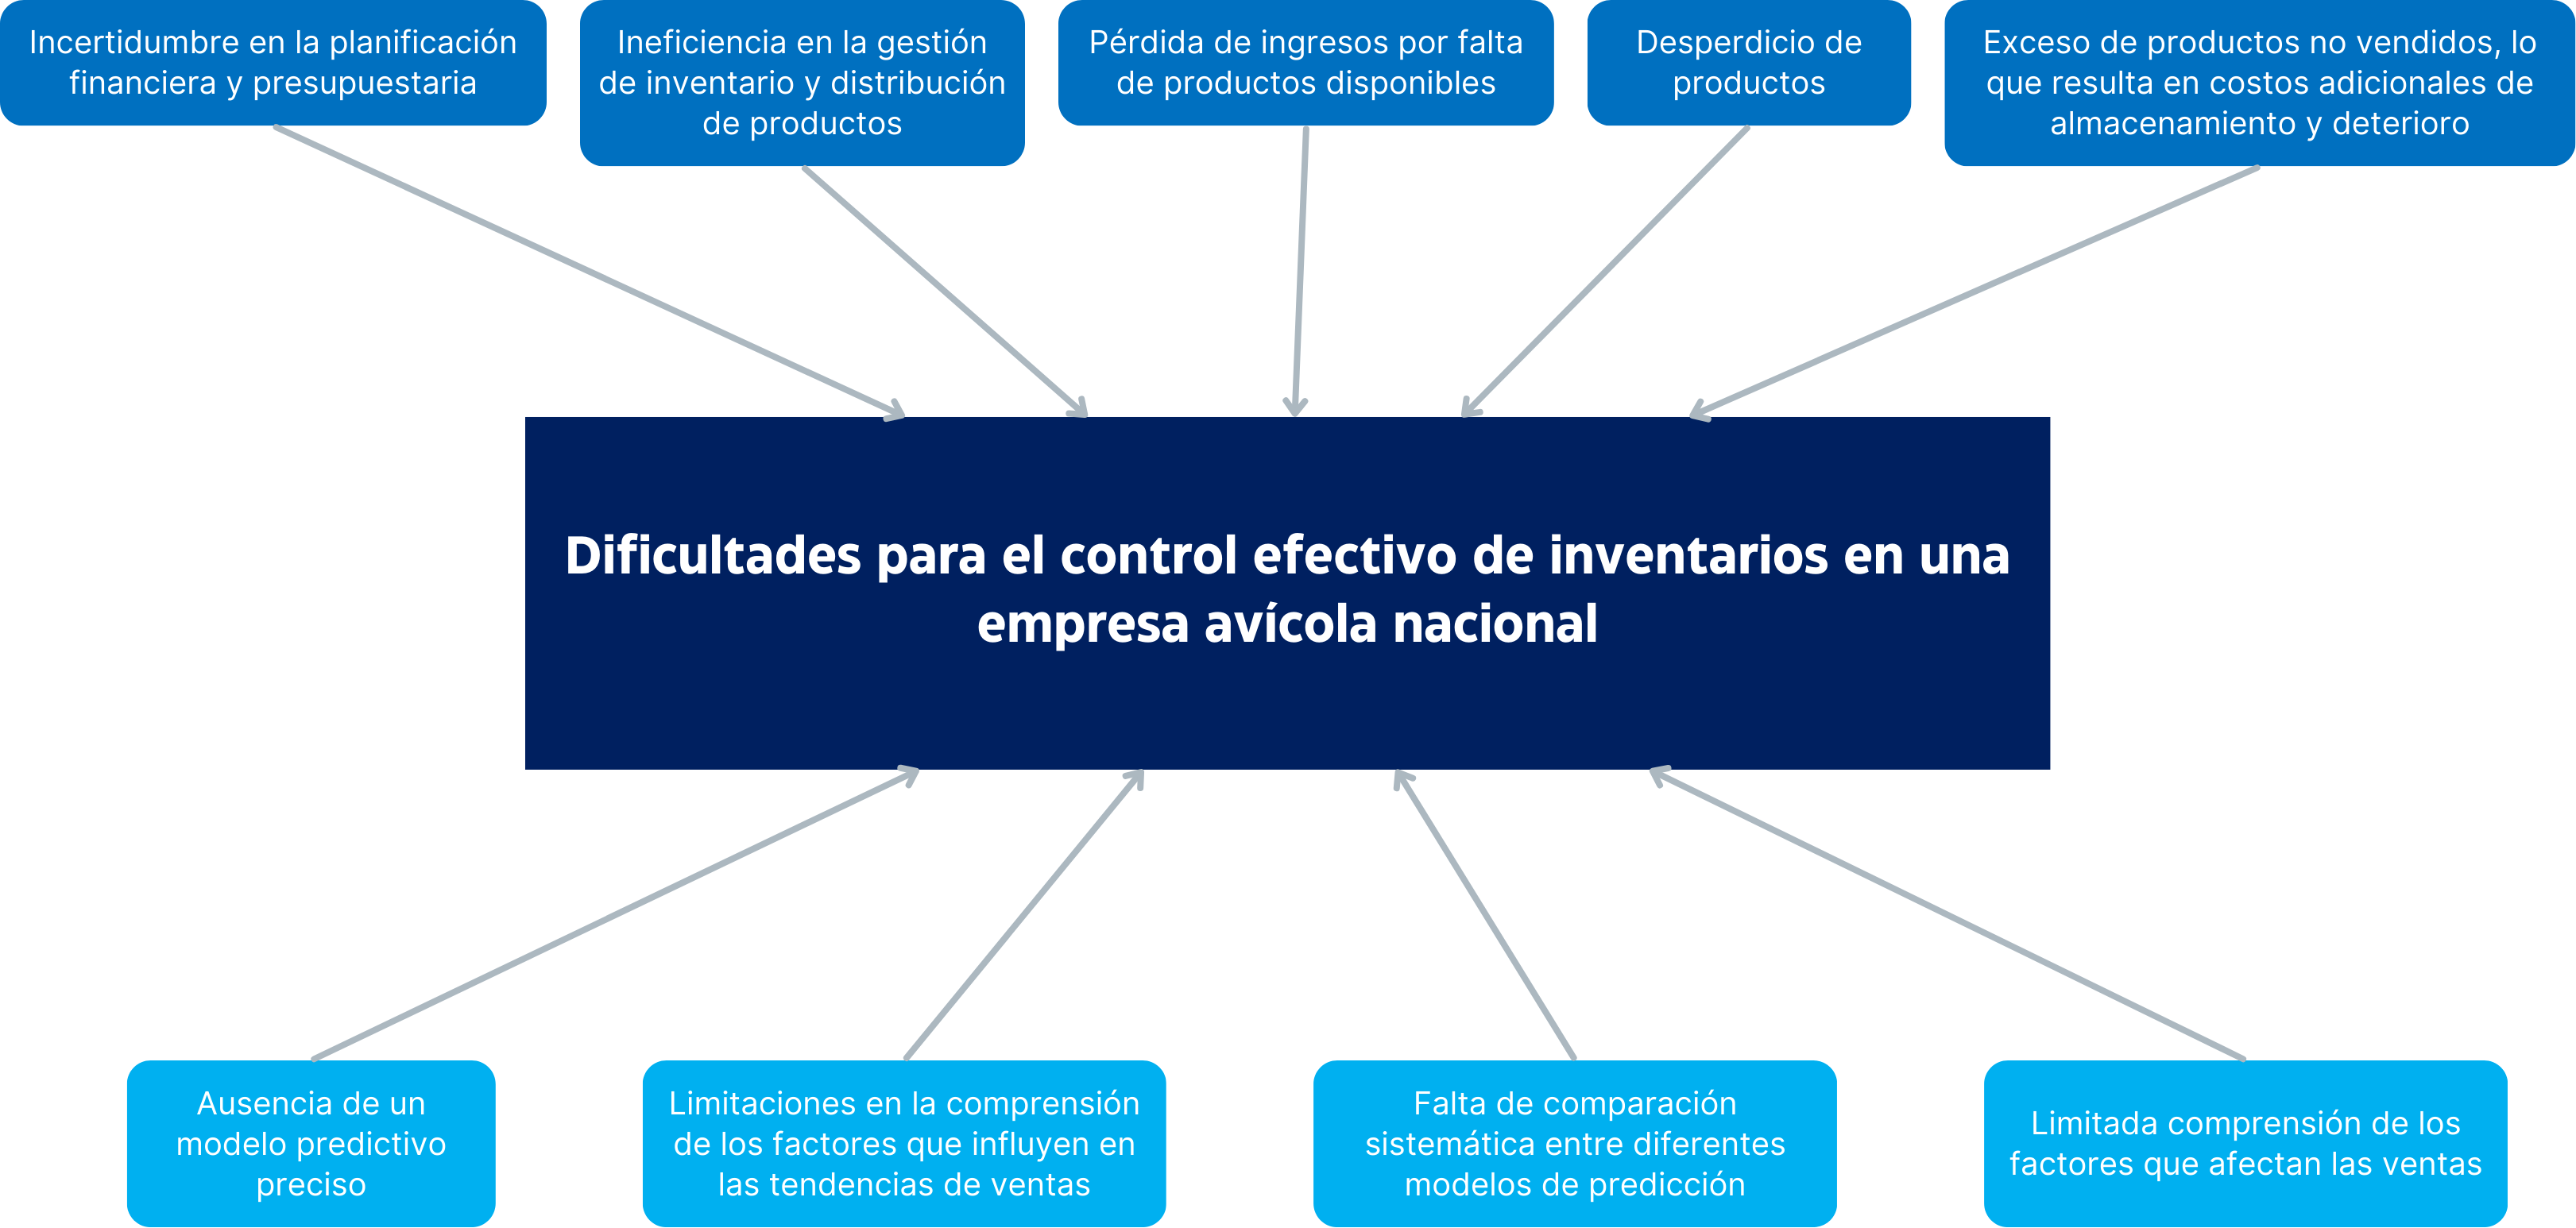 Incertidumbre en la planificación
financiera y presupuestaria
Ineficiencia en la gestión
de inventario y distribución
de productos
Pérdida de ingresos por falta
de productos disponibles
Desperdicio de
productos
Exceso de productos no vendidos, lo
que resulta en costos adicionales de
almacenamiento y deterioro
Dificultades para el control efectivo de inventarios en una
empresa avícola nacional
Ausencia de un
modelo predictivo
preciso
Limitaciones en la comprensión
de los factores que influyen en
las tendencias de ventas
Falta de comparación
sistemática entre diferentes
modelos de predicción
Limitada comprensión de los
factores que afectan las ventas